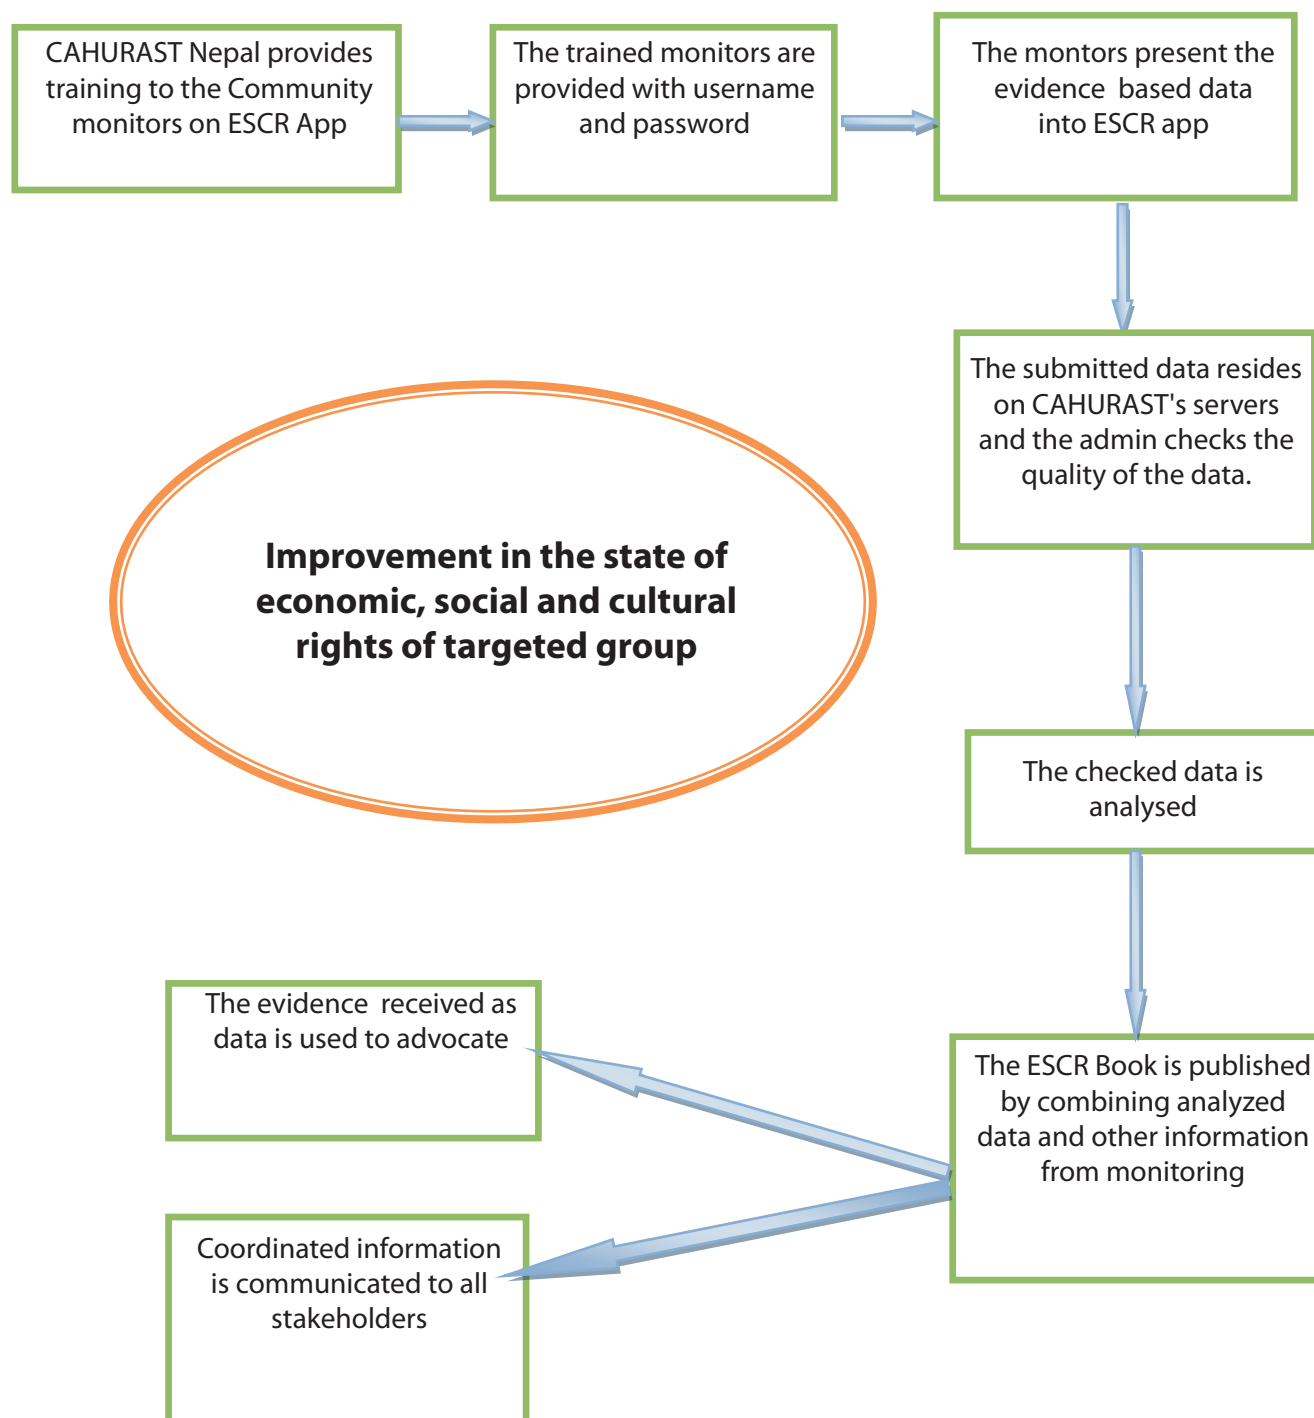 CAHURAST Nepal provides
training to the Community
monitors on ESCR App
The trained monitors are
provided with username
and password
The montors present the
evidence based data
into ESCR app
The submitted data resides
on CAHURAST's servers
and the admin checks the
quality of the data.
Improvement in the state of
economic, social and cultural
rights of targeted group
The checked data is
analysed
The ESCR Book is published
by combining analyzed
data and other information
from monitoring
The evidence received as
data is used to advocate
Coordinated information
is communicated to all
stakeholders